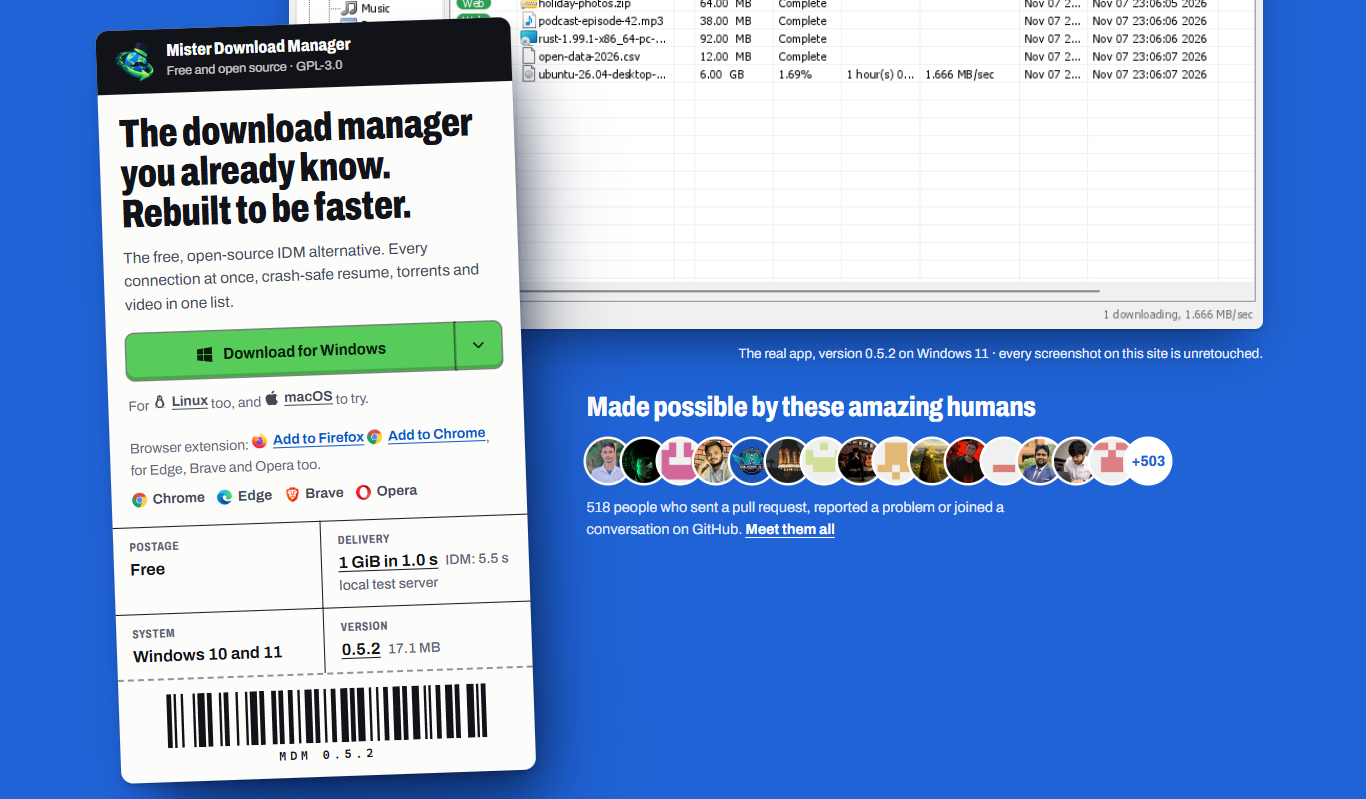 Mister Download Manager
Free and open source · GPL-3.0
The download manager
you already know.
Rebuilt to be faster.
The free, open-source IDM alternative. Every
connection at once, crash-safe resume, torrents and
video in one list.
Download for Windows
For Linux too, and macOS to try.
Browser extension: Add to Firefox Add to Chrome,
for Edge, Brave and Opera too.
Chrome Edge Brave Opera
POSTAGE
Free
DELIVERY
1 GiB in 1.0 s IDM: 5.5 s
local test server
SYSTEM
Windows 10 and 11
VERSION
0.5.2 17.1 MB
MDM 0.5.2
Music
Web holiday-photos.zip 64.00 MB Complete Nov 07 2... Nov 07 23:06:05 2026
podcast-episode-42.mp3 38.00 MB Complete Nov 07 2... Nov 07 23:06:06 2026
rust-1.99.1-x86_64-pc-... 92.00 MB Complete Nov 07 2... Nov 07 23:06:07 2026
open-data-2026.csv 12.00 MB Complete Nov 07 2... Nov 07 23:06:06 2026
ubuntu-26.04-desktop-... 6.00 GB 1.69% 1 hour(s) 0... 1.666 MB/sec Nov 07 2... Nov 07 23:06:07 2026
1 downloading, 1.666 MB/sec
The real app, version 0.5.2 on Windows 11 · every screenshot on this site is unretouched.
Made possible by these amazing humans
+503
518 people who sent a pull request, reported a problem or joined a
conversation on GitHub. Meet them all